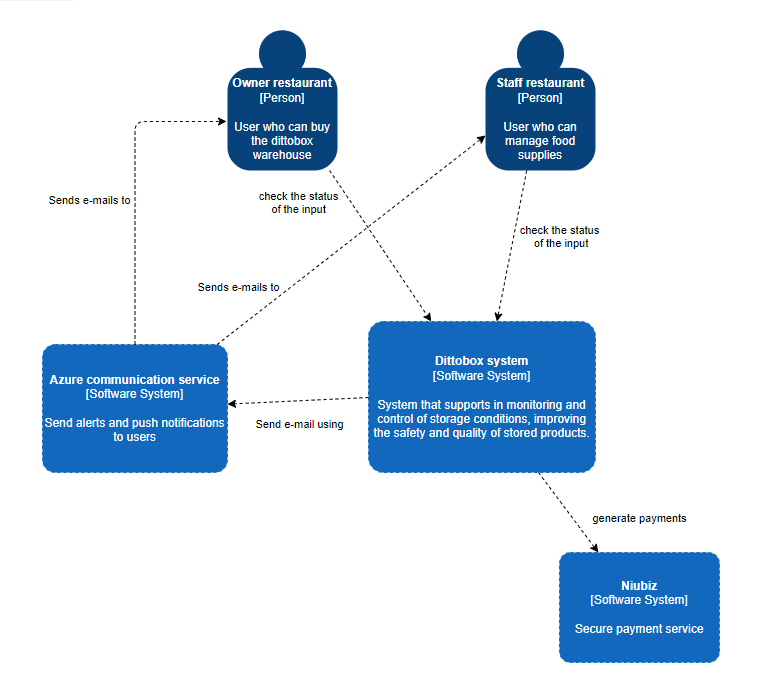 Owner restaurant
[Person]
User who can buy
the dittobox
warehouse
Staff restaurant
[Person]
User who can
manage food
supplies
Sends e-mails to
check the status
of the input
check the status
of the input
Sends e-mails to
Azure communication service
[Software System]
Send alerts and push notifications
to users
Dittobox system
[Software System]
System that supports in monitoring and
control of storage conditions, improving
the safety and quality of stored products.
Send e-mail using
generate payments
Niubiz
[Software System]
Secure payment service